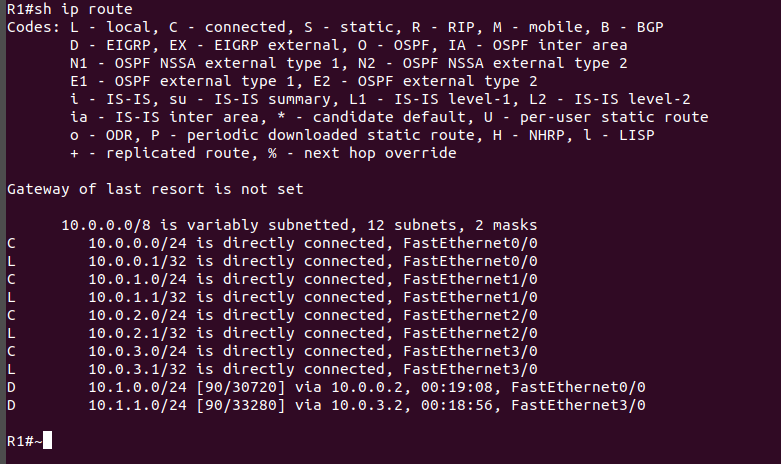 R1#sh ip route
Codes: L - local, C - connected, S - static, R - RIP, M - mobile, B - BGP
       D - EIGRP, EX - EIGRP external, O - OSPF, IA - OSPF inter area
       N1 - OSPF NSSA external type 1, N2 - OSPF NSSA external type 2
       E1 - OSPF external type 1, E2 - OSPF external type 2
       i - IS-IS, su - IS-IS summary, L1 - IS-IS level-1, L2 - IS-IS level-2
       ia - IS-IS inter area, * - candidate default, U - per-user static route
       o - ODR, P - periodic downloaded static route, H - NHRP, l - LISP
       + - replicated route, % - next hop override

Gateway of last resort is not set

      10.0.0.0/8 is variably subnetted, 12 subnets, 2 masks
C        10.0.0.0/24 is directly connected, FastEthernet0/0
L        10.0.0.1/32 is directly connected, FastEthernet0/0
C        10.0.1.0/24 is directly connected, FastEthernet1/0
L        10.0.1.1/32 is directly connected, FastEthernet1/0
C        10.0.2.0/24 is directly connected, FastEthernet2/0
L        10.0.2.1/32 is directly connected, FastEthernet2/0
C        10.0.3.0/24 is directly connected, FastEthernet3/0
L        10.0.3.1/32 is directly connected, FastEthernet3/0
D        10.1.0.0/24 [90/30720] via 10.0.0.2, 00:19:08, FastEthernet0/0
D        10.1.1.0/24 [90/33280] via 10.0.3.2, 00:18:56, FastEthernet3/0

R1#~